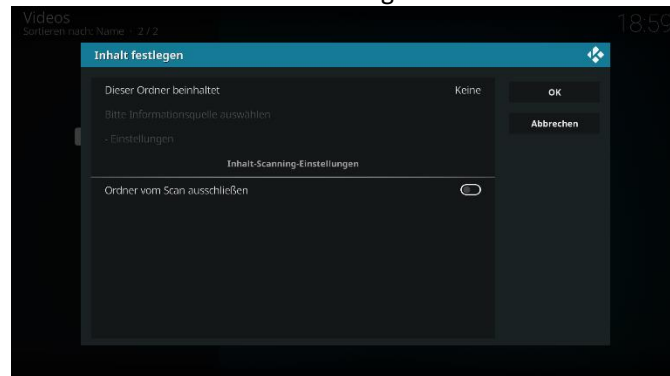 Videos
Sortieren nach: Name · 2 / 2
18:59
Inhalt festlegen
Dieser Ordner beinhaltet Keine
OK
Bitte Informationsquelle auswählen
Abbrechen
- Einstellungen
Inhalt-Scanning-Einstellungen
Ordner vom Scan ausschließen